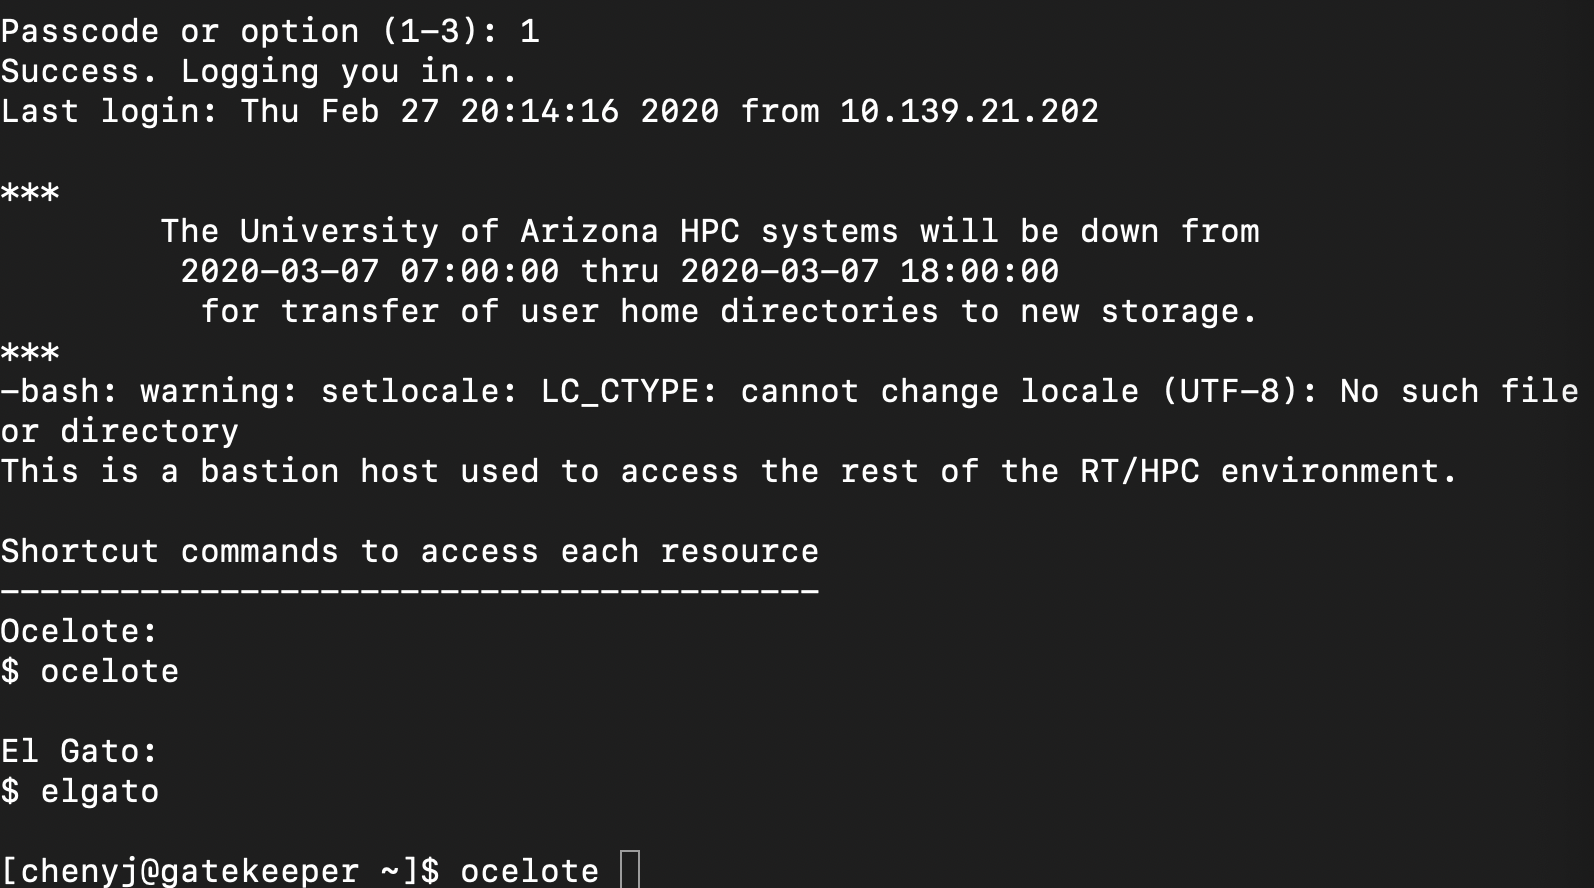 Passcode or option (1-3): 1
Success. Logging you in...
Last login: Thu Feb 27 20:14:16 2020 from 10.139.21.202
***
The University of Arizona HPC systems will be down from
2020-03-07 07:00:00 thru 2020-03-07 18:00:00
for transfer of user home directories to new storage.
***
-bash: warning: setlocale: LC_CTYPE: cannot change locale (UTF-8): No such file
or directory
This is a bastion host used to access the rest of the RT/HPC environment.
Shortcut commands to access each resource
-----------------------------------------
Ocelote:
$ ocelote
El Gato:
$ elgato
[chenyj@gatekeeper ~]$ ocelote